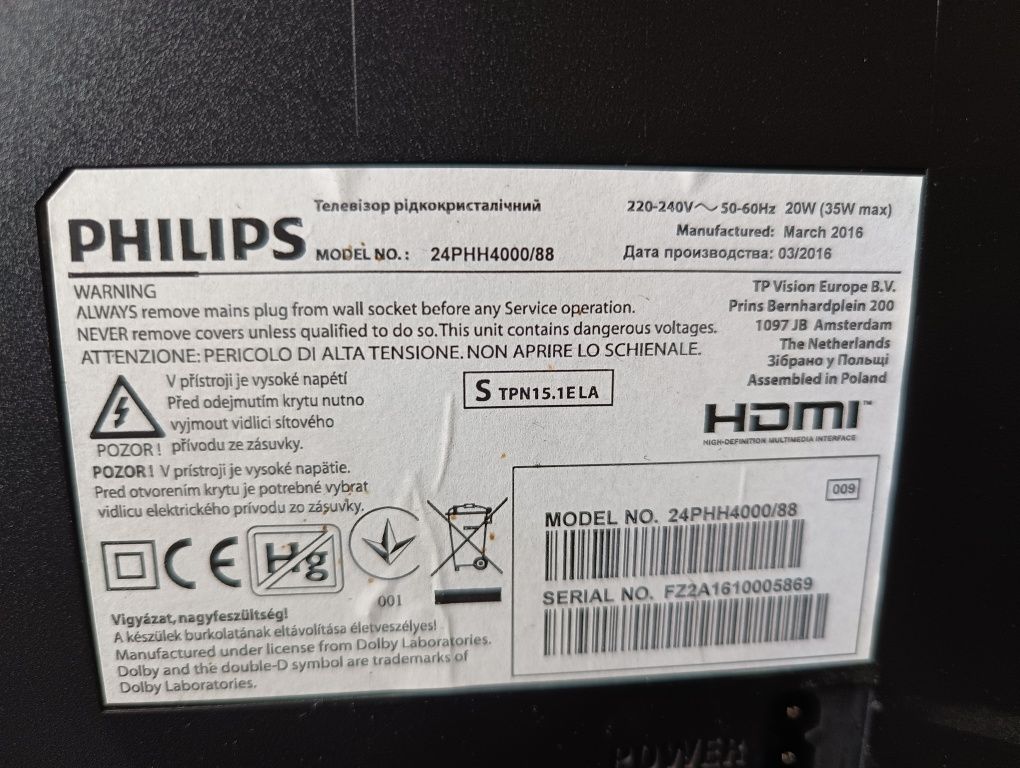 Телевізор рідкокристалічний
PHILIPS
MODEL NO.: 24PHH4000/88
220-240V~ 50-60Hz 20W (35W max)
Manufactured: March 2016
Дата производства: 03/2016
WARNING
ALWAYS remove mains plug from wall socket before any Service operation.
NEVER remove covers unless qualified to do so. This unit contains dangerous voltages.
ATTENZIONE: PERICOLO DI ALTA TENSIONE. NON APRIRE LO SCHIENALE.
TP Vision Europe B.V.
Prins Bernhardplein 200
1097 JB Amsterdam
The Netherlands
Зібрано у Польщі
Assembled in Poland
V přístroji je vysoké napětí
Před odejmutím krytu nutno
vyjmout vidlici síťového
POZOR! přívodu ze zásuvky.
S TPN15.1E LA
HDMI™
HIGH-DEFINITION MULTIMEDIA INTERFACE
POZOR! V prístroji je vysoké napätie.
Pred otvorením krytu je potrebné vybrat
vidlicu elektrického prívodu zo zásuvky.
CE
Hg
001
009
MODEL NO. 24PHH4000/88
SERIAL NO. FZ2A1610005869
Vigyázat, nagyfeszültség!
A készülék burkolatának eltávolítása életveszélyes!
Manufactured under license from Dolby Laboratories.
Dolby and the double-D symbol are trademarks of
Dolby Laboratories.
POWER